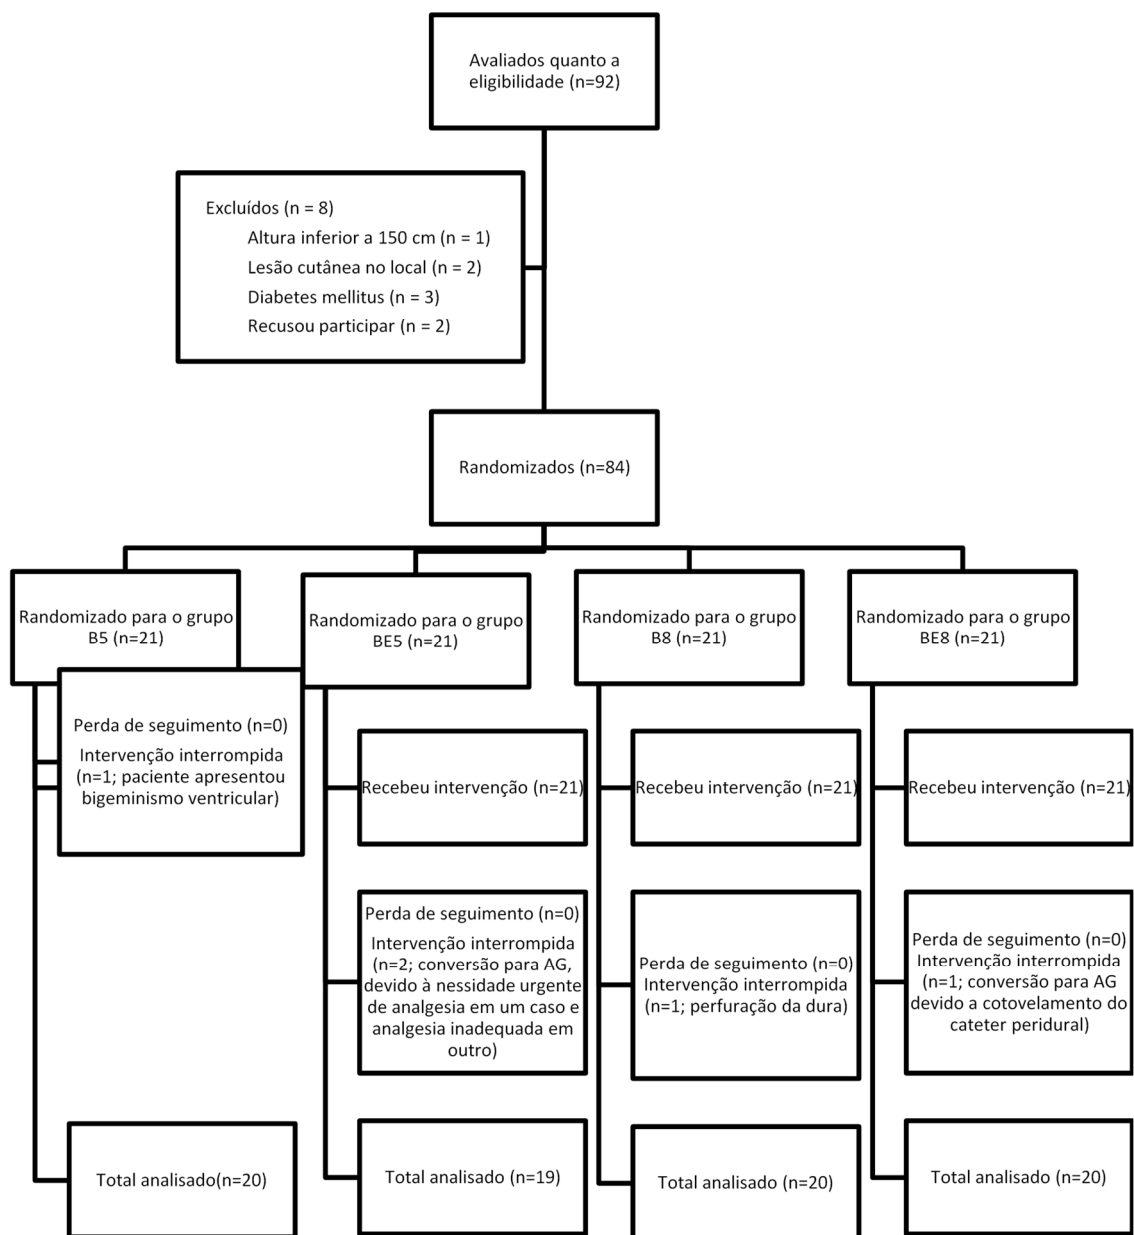 Avaliados quanto a
eligibilidade (n=92)
Excluídos (n = 8)
Altura inferior a 150 cm (n = 1)
Lesão cutânea no local (n = 2)
Diabetes mellitus (n = 3)
Recusou participar (n = 2)
Randomizados (n=84)
Randomizado para o grupo
B5 (n=21)
Randomizado para o grupo
BE5 (n=21)
Randomizado para o grupo
B8 (n=21)
Randomizado para o grupo
BE8 (n=21)
Perda de seguimento (n=0)
Intervenção interrompida
(n=1; paciente apresentou
bigeminismo ventricular)
Recebeu intervenção (n=21)
Recebeu intervenção (n=21)
Recebeu intervenção (n=21)
Perda de seguimento (n=0)
Intervenção interrompida
(n=2; conversão para AG,
devido à nessidade urgente
de analgesia em um caso e
analgesia inadequada em
outro)
Perda de seguimento (n=0)
Intervenção interrompida
(n=1; perfuração da dura)
Perda de seguimento (n=0)
Intervenção interrompida
(n=1; conversão para AG
devido a cotovelamento do
cateter peridural)
Total analisado(n=20)
Total analisado (n=19)
Total analisado (n=20)
Total analisado (n=20)